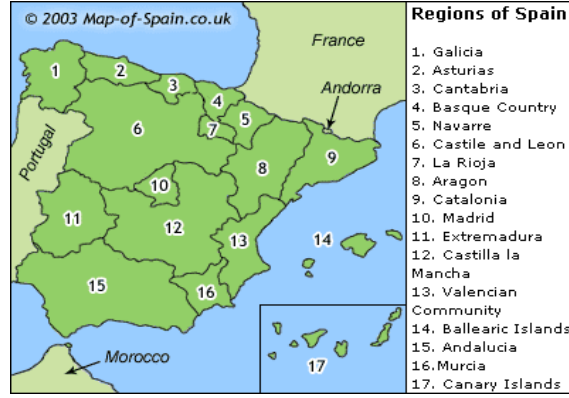 © 2003 Map-of-Spain.co.uk
France
Andorra
Portugal
Morocco
1
2
3
4
5
6
7
8
9
10
11
12
13
14
15
16
17
Regions of Spain
1. Galicia
2. Asturias
3. Cantabria
4. Basque Country
5. Navarre
6. Castile and Leon
7. La Rioja
8. Aragon
9. Catalonia
10. Madrid
11. Extremadura
12. Castilla la
Mancha
13. Valencian
Community
14. Ballearic Islands
15. Andalucia
16.Murcia
17. Canary Islands